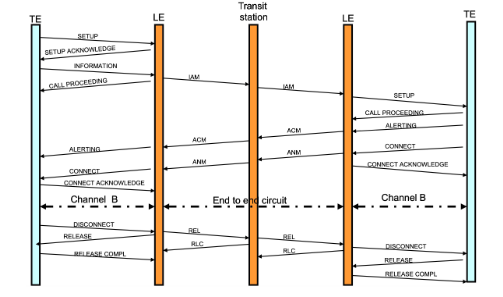 Transit
station
TE
LE
LE
TE
SETUP
SETUP ACKNOWLEDGE
INFORMATION
CALL PROCEEDING
IAM
IAM
SETUP
CALL PROCEEDING
ALERTING
ACM
ACM
ALERTING
CONNECT
ANM
ANM
CONNECT
CONNECT ACKNOWLEDGE
CONNECT ACKNOWLEDGE
Channel B
End to end circuit
Channel B
DISCONNECT
RELEASE
REL
REL
RELEASE COMPL
RLC
RLC
DISCONNECT
RELEASE
RELEASE COMPL